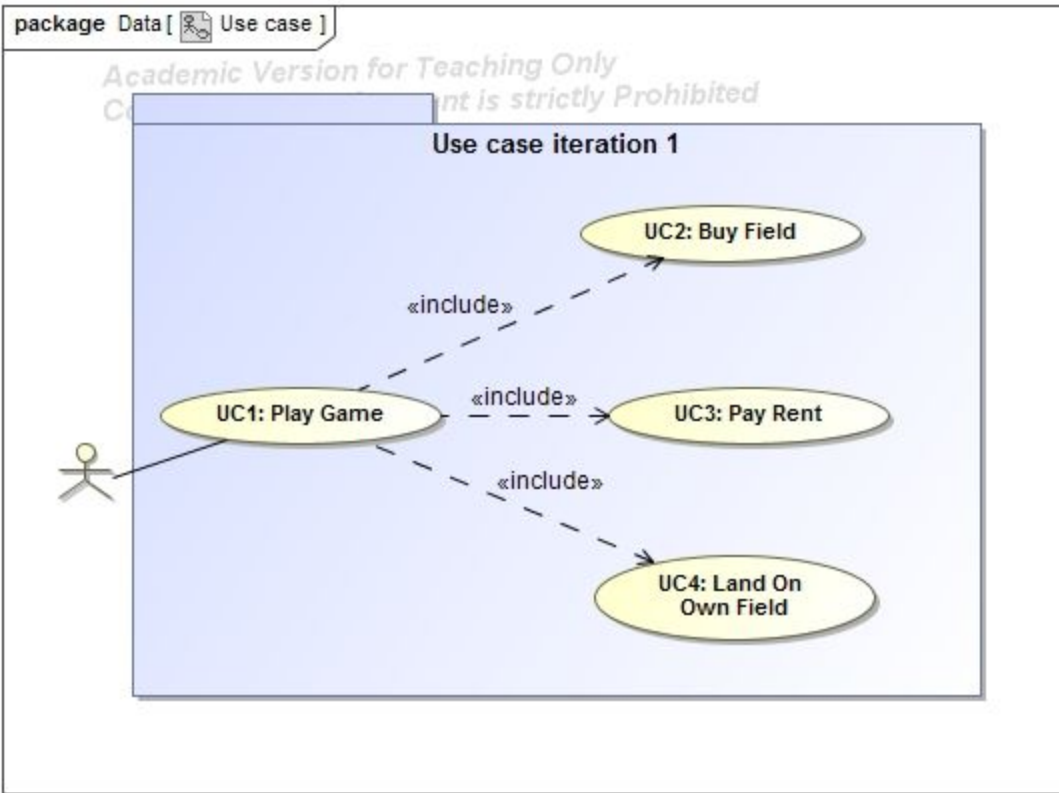 package Data [ Use case ]
Academic Version for Teaching Only
nt is strictly Prohibited
Use case iteration 1
UC2: Buy Field
«include»
«include»
UC1: Play Game
UC3: Pay Rent
«include»
UC4: Land On
Own Field